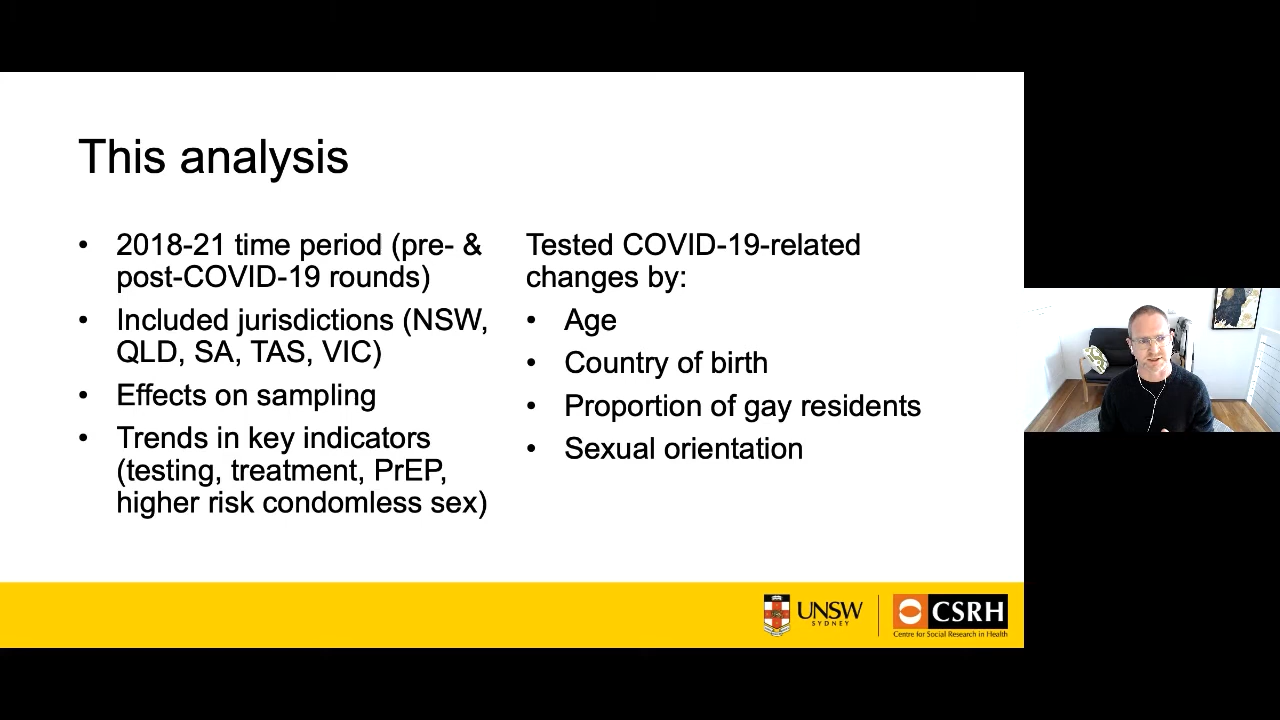 This analysis
• 2018-21 time period (pre- &
post-COVID-19 rounds)
• Included jurisdictions (NSW,
QLD, SA, TAS, VIC)
• Effects on sampling
• Trends in key indicators
(testing, treatment, PrEP,
higher risk condomless sex)
Tested COVID-19-related
changes by:
• Age
• Country of birth
• Proportion of gay residents
• Sexual orientation
UNSW
SYDNEY
CSRH
Centre for Social Research in Health